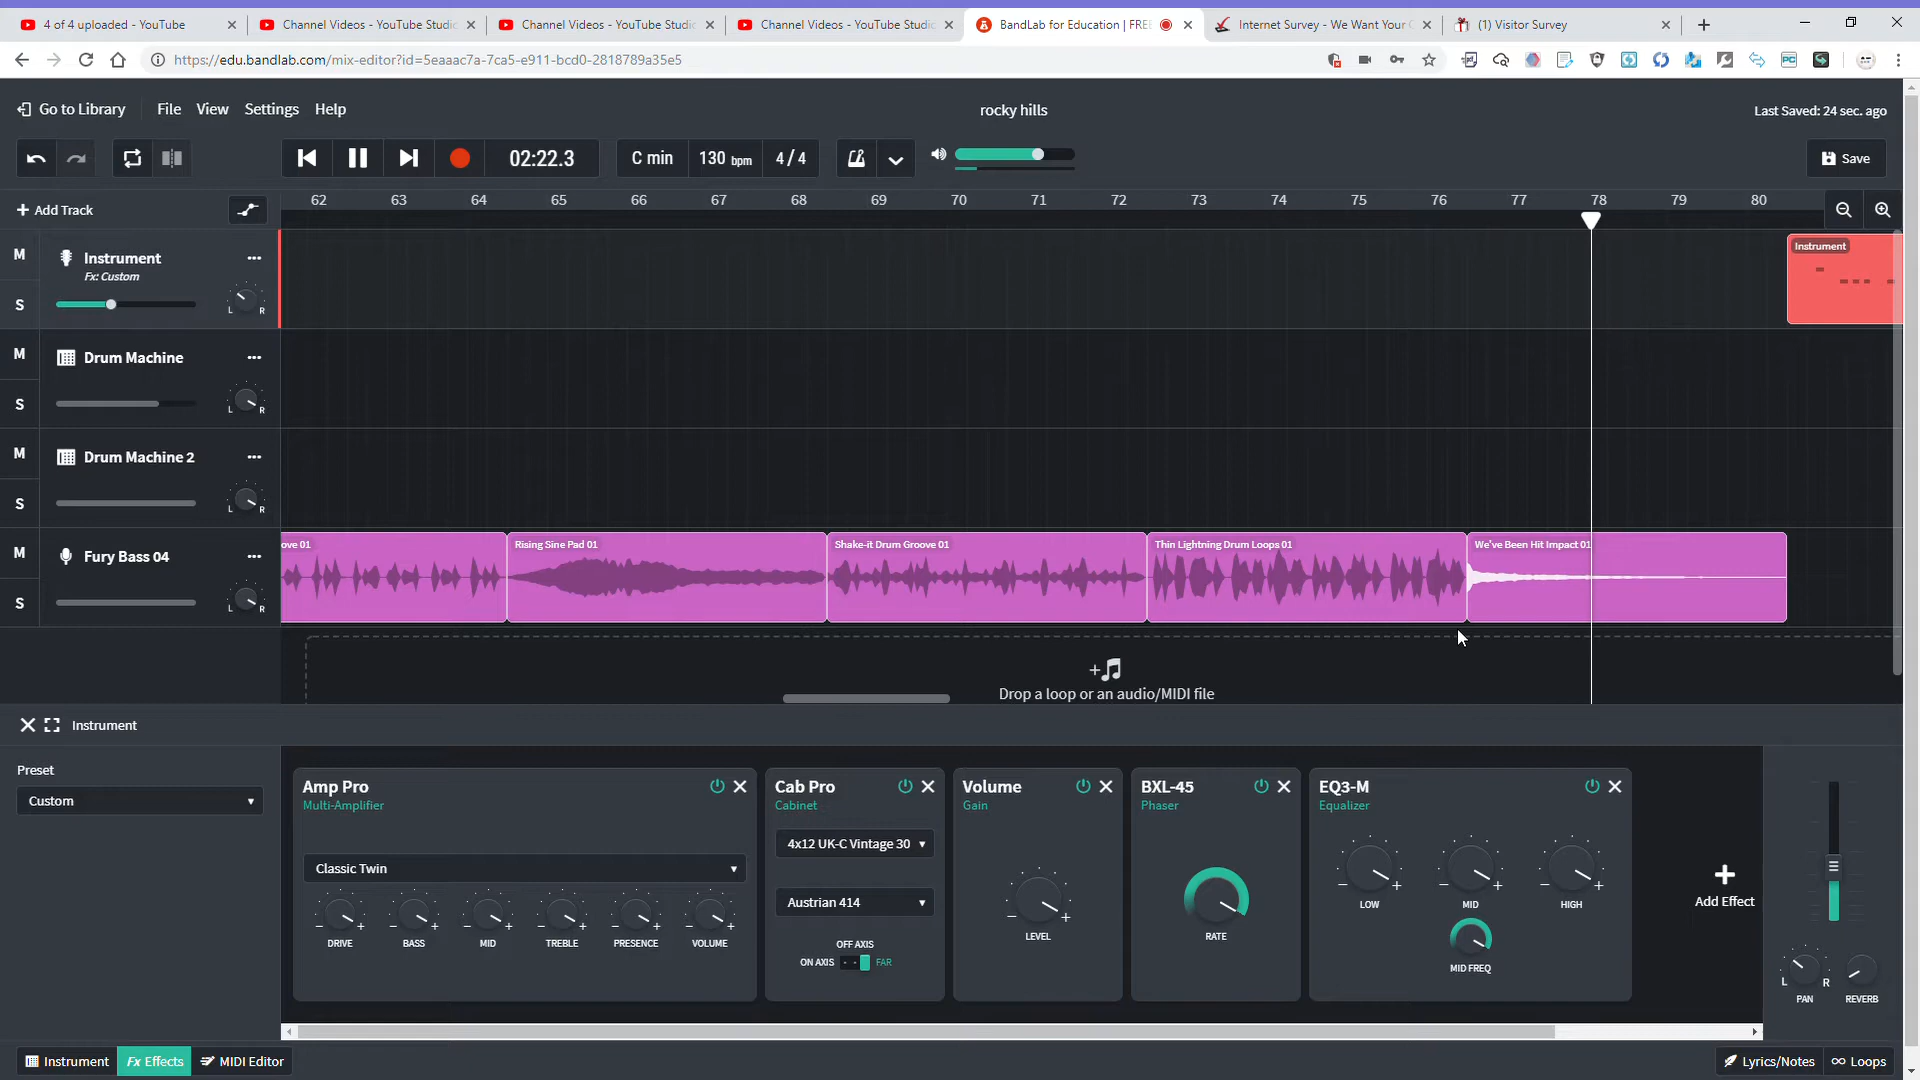 4 of 4 uploaded - YouTube
Channel Videos - YouTube Studio
Channel Videos - YouTube Studio
Channel Videos - YouTube Studio
BandLab for Education | FREE
Internet Survey - We Want Your
(1) Visitor Survey
https://edu.bandlab.com/mix-editor?id=5eaaac7a-7ca5-e911-bcd0-2818789a35e5
Go to Library
File
View
Settings
Help
rocky hills
Last Saved: 24 sec. ago
02:22.3
C min
130 bpm
4 / 4
Save
Add Track
62 63 64 65 66 67 68 69 70 71 72 73 74 75 76 77 78 79 80
M
Instrument
Fx: Custom
S
L R
Instrument
M
Drum Machine
S
L R
M
Drum Machine 2
S
L R
M
Fury Bass 04
S
L R
ove 01
Rising Sine Pad 01
Shake-it Drum Groove 01
Thin Lightning Drum Loops 01
We've Been Hit Impact 01
Drop a loop or an audio/MIDI file
Instrument
Preset
Custom
Amp Pro
Multi-Amplifier
Classic Twin
DRIVE
BASS
MID
TREBLE
PRESENCE
VOLUME
Cab Pro
Cabinet
4x12 UK-C Vintage 30
Austrian 414
OFF AXIS
ON AXIS
FAR
Volume
Gain
LEVEL
BXL-45
Phaser
RATE
EQ3-M
Equalizer
LOW
MID
HIGH
MID FREQ
Add Effect
L R
PAN
REVERB
Instrument
Fx Effects
MIDI Editor
Lyrics/Notes
Loops